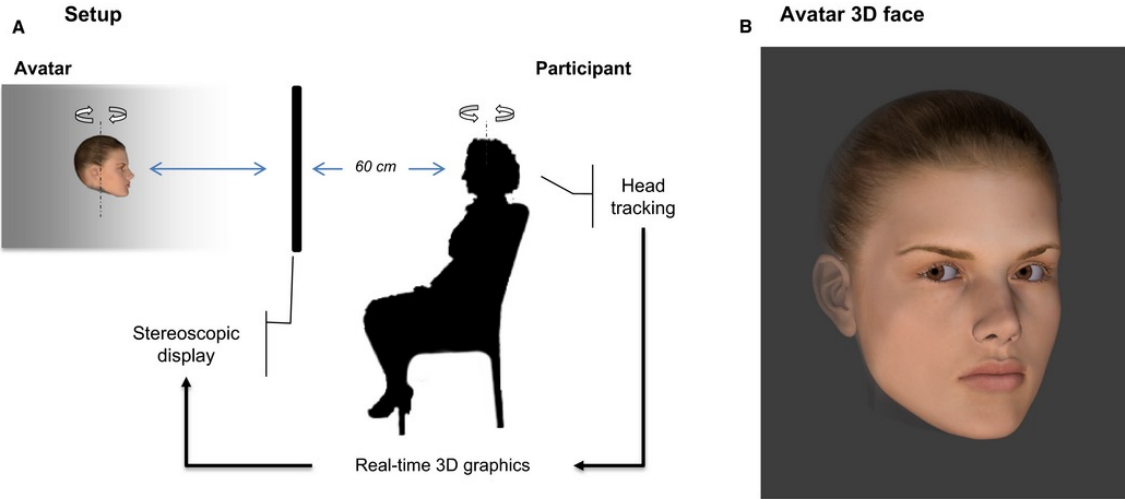 A
Setup
Avatar
Participant
60 cm
Head
tracking
Stereoscopic
display
Real-time 3D graphics
B
Avatar 3D face